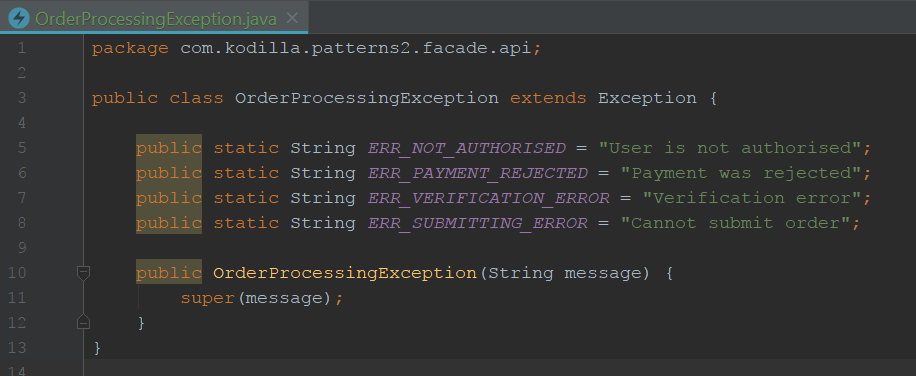 OrderProcessingException.java
1 package com.kodilla.patterns2.facade.api;
2
3 public class OrderProcessingException extends Exception {
4
5     public static String ERR_NOT_AUTHORISED = "User is not authorised";
6     public static String ERR_PAYMENT_REJECTED = "Payment was rejected";
7     public static String ERR_VERIFICATION_ERROR = "Verification error";
8     public static String ERR_SUBMITTING_ERROR = "Cannot submit order";
9
10     public OrderProcessingException(String message) {
11         super(message);
12     }
13 }
14